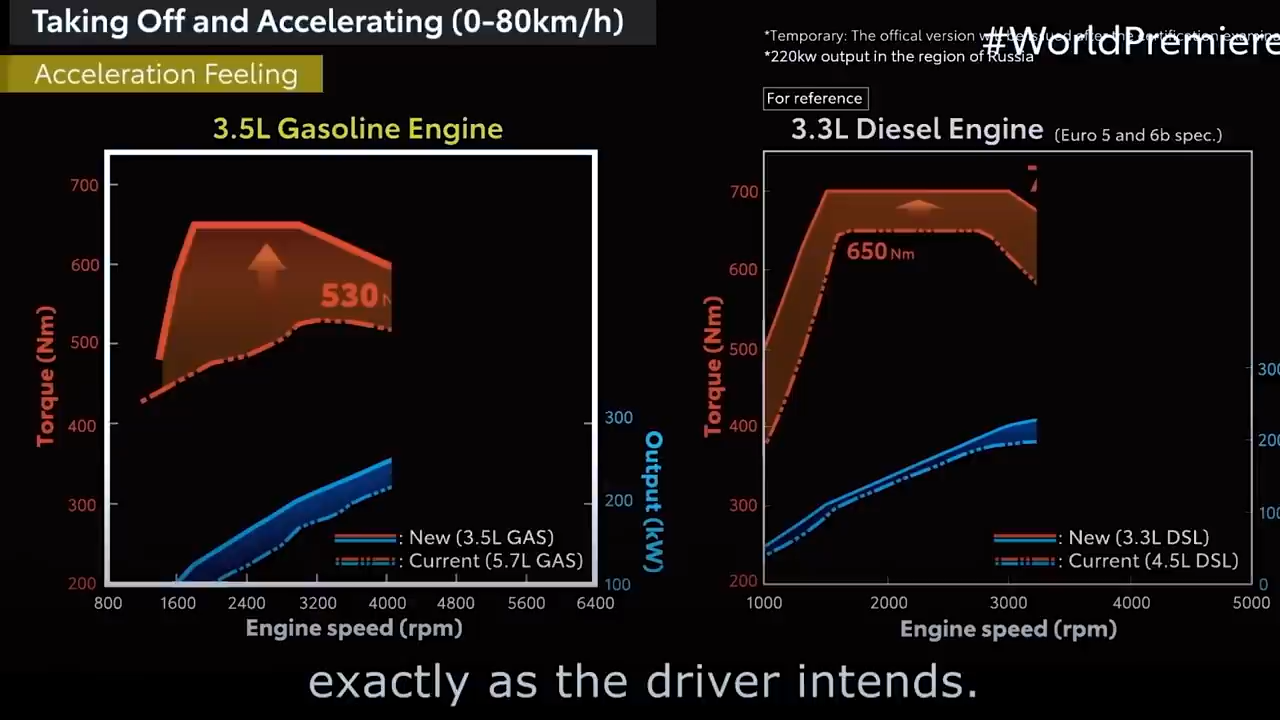 Taking Off and Accelerating (0-80km/h)
#WorldPremiere
*Temporary: The offical version
*220kw output in the region of Russia
Acceleration Feeling
For reference
3.5L Gasoline Engine
3.3L Diesel Engine (Euro 5 and 6b spec.)
700
600
500
400
300
200
Torque (Nm)
530
300
200
100
Output (kW)
: New (3.5L GAS)
: Current (5.7L GAS)
800 1600 2400 3200 4000 4800 5600 6400
Engine speed (rpm)
700
600
500
400
300
200
Torque (Nm)
650 Nm
300
200
100
0
: New (3.3L DSL)
: Current (4.5L DSL)
1000 2000 3000 4000 5000
Engine speed (rpm)
exactly as the driver intends.